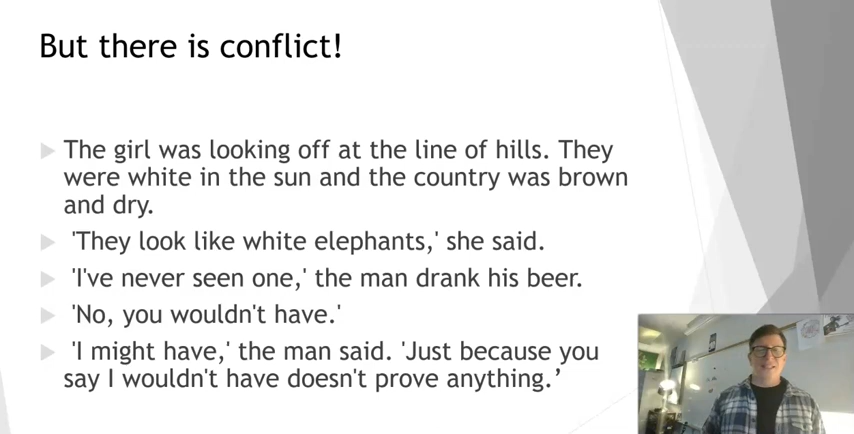 But there is conflict!
The girl was looking off at the line of hills. They
were white in the sun and the country was brown
and dry.
'They look like white elephants,' she said.
'I've never seen one,' the man drank his beer.
'No, you wouldn't have.'
'I might have,' the man said. 'Just because you
say I wouldn't have doesn't prove anything.’